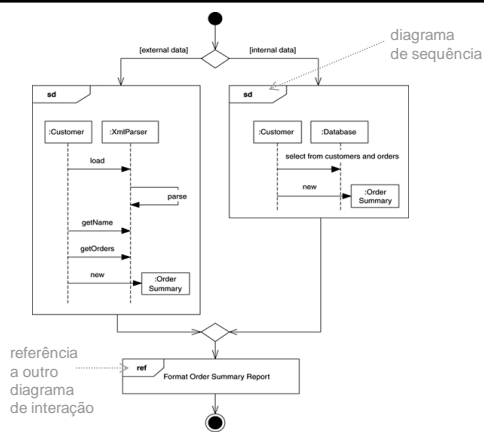 [external data]
[internal data]
diagrama
de sequência
sd
:Customer
:XmlParser
load
parse
getName
getOrders
new
:Order
Summary
sd
:Customer
:Database
select from customers and orders
new
:Order
Summary
referência
a outro
diagrama
de interação
ref
Format Order Summary Report